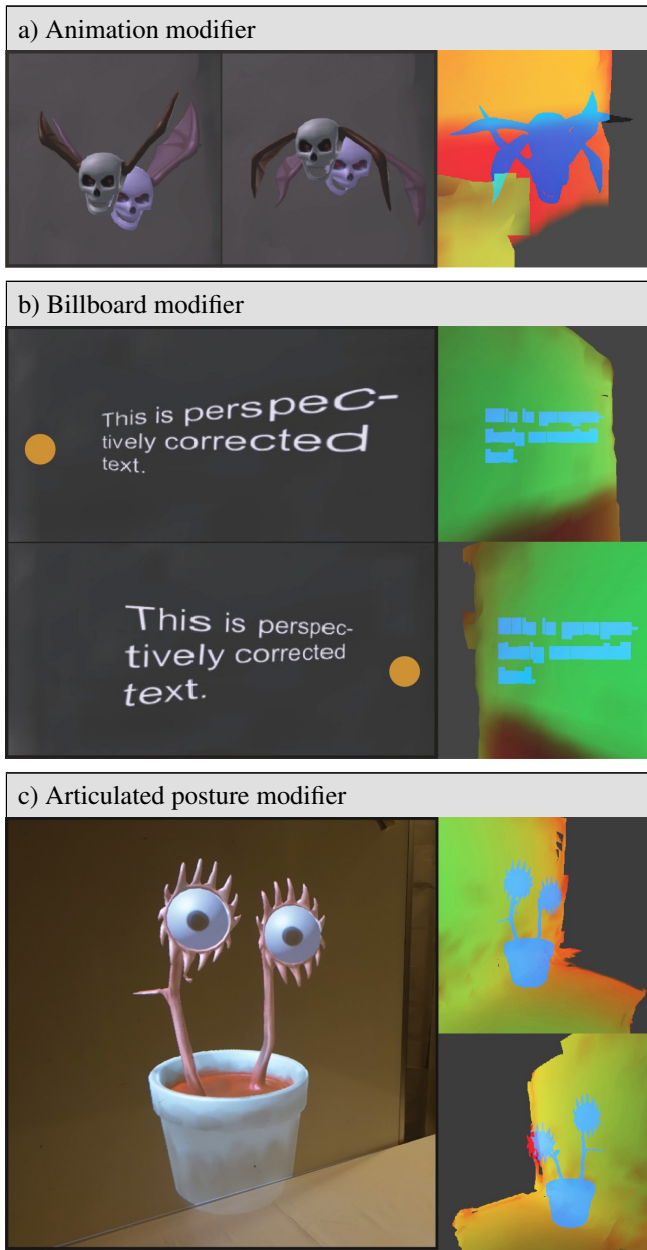 a) Animation modifier
b) Billboard modifier
This is perspec-
tively corrected
text.
This is perspec-
tively corrected
text.
c) Articulated posture modifier